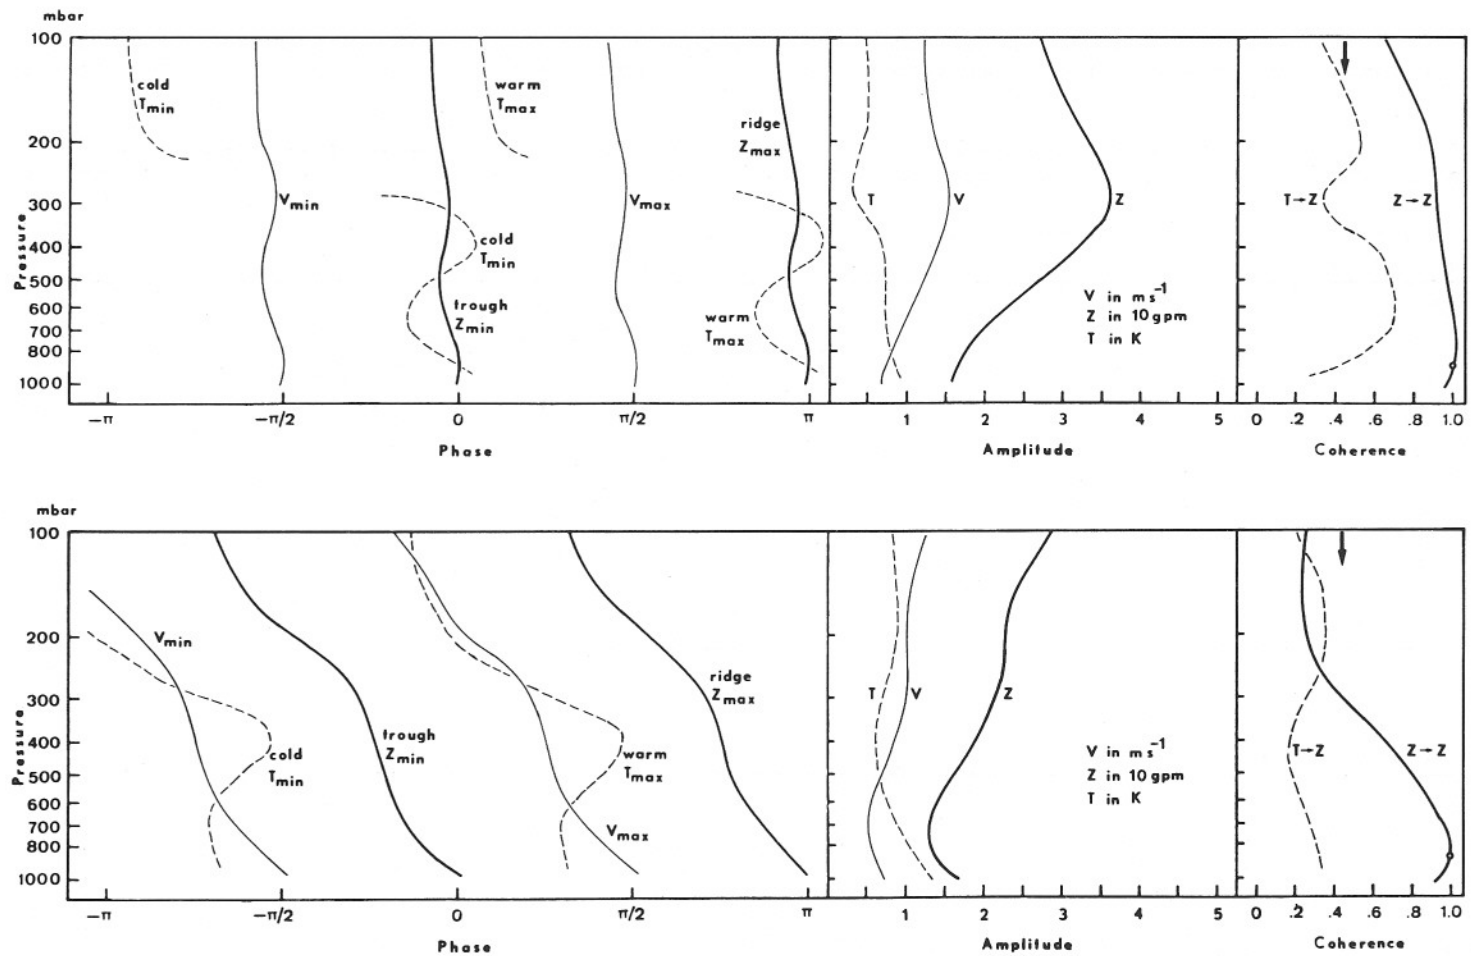 mbar
100
200
300
400
500
600
700
800
1000
Pressure
cold
Tmin
Vmin
warm
Tmax
ridge
Zmax
Vmax
cold
Tmin
trough
Zmin
warm
Tmax
−π
−π/2
0
π/2
π
Phase
T
V
Z
V in ms⁻¹
Z in 10 gpm
T in K
1
2
3
4
5
Amplitude
T→Z
Z→Z
0 .2 .4 .6 .8 1.0
Coherence
mbar
100
200
300
400
500
600
700
800
1000
Pressure
Vmin
cold
Tmin
trough
Zmin
ridge
Zmax
warm
Tmax
Vmax
−π
−π/2
0
π/2
π
Phase
T
V
Z
V in ms⁻¹
Z in 10 gpm
T in K
1
2
3
4
5
Amplitude
T→Z
Z→Z
0 .2 .4 .6 .8 1.0
Coherence